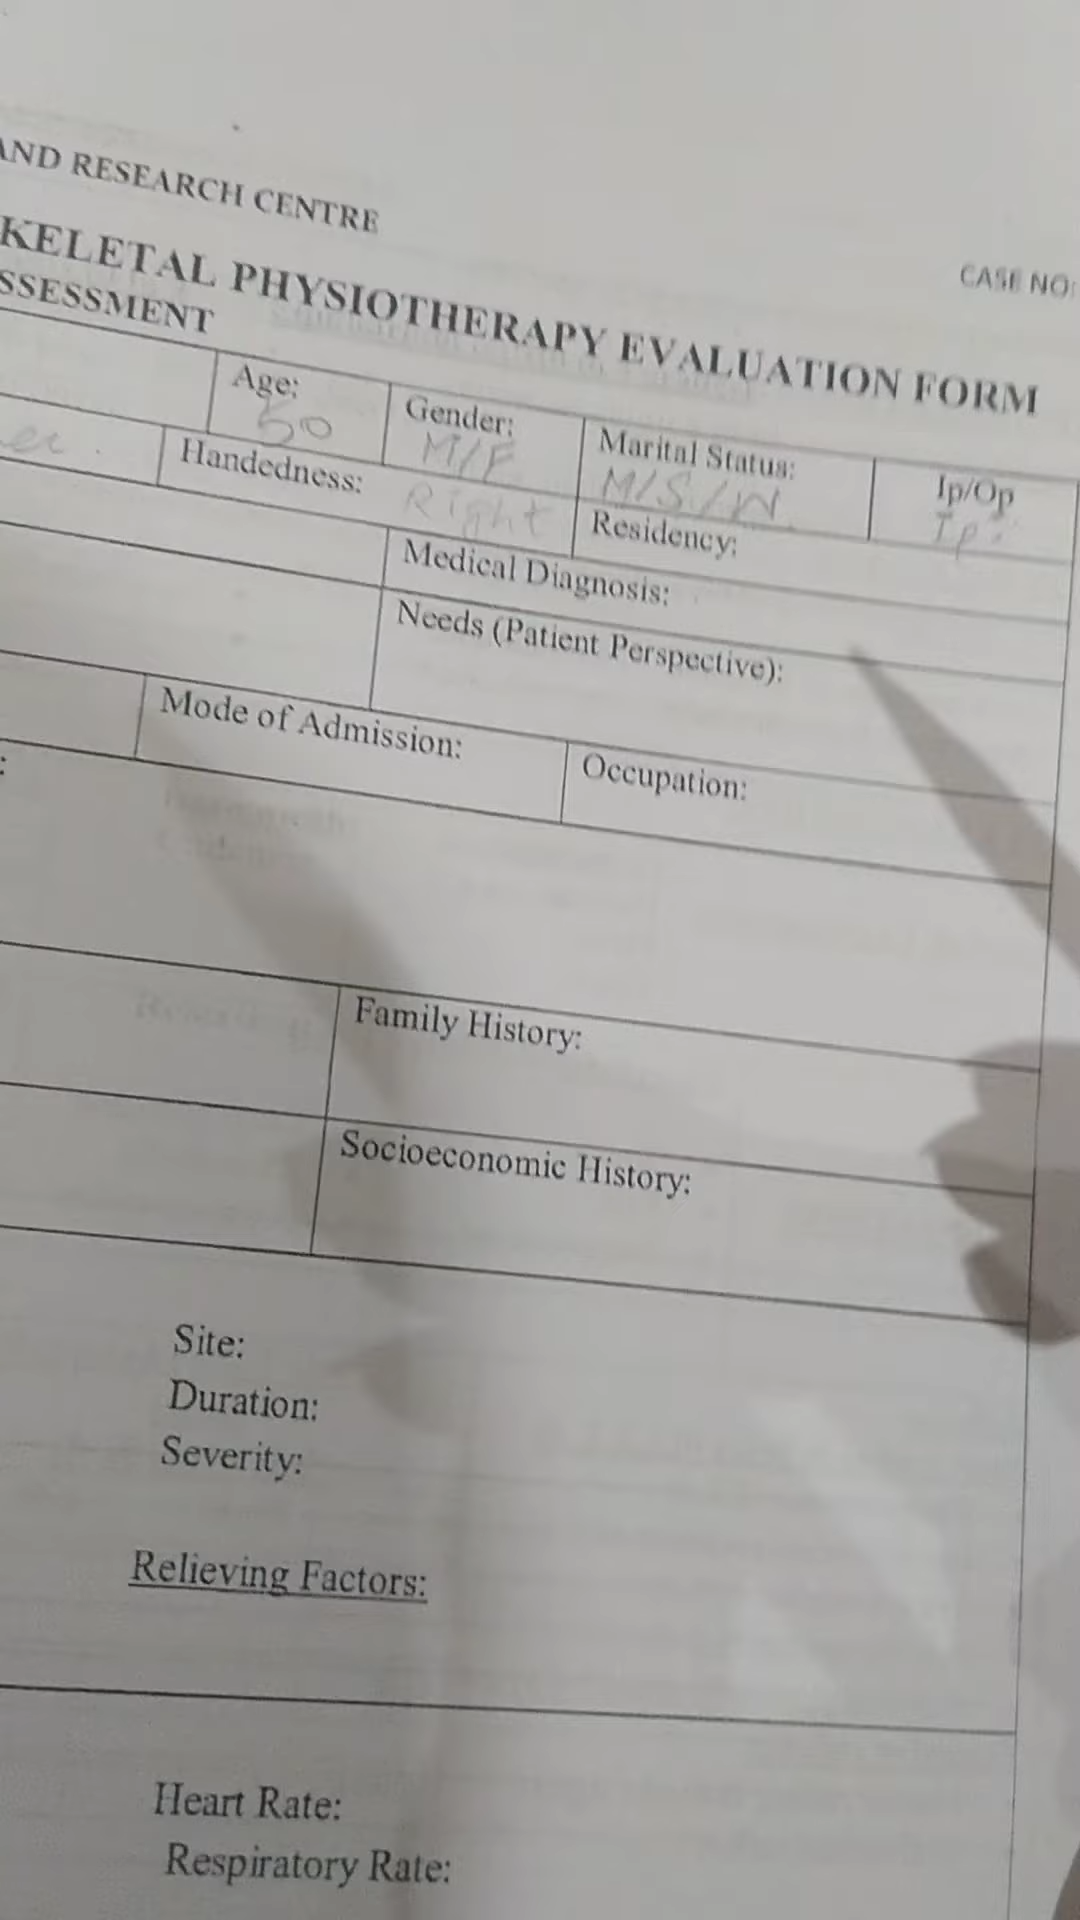 AND RESEARCH CENTRE
CASE NO:
KELETAL PHYSIOTHERAPY EVALUATION FORM
SSESSMENT
Age: 50
Gender: M/F
Marital Status: M/S/W.
Ip/Op Ip
Handedness: Right
Residency:
Medical Diagnosis:
Needs (Patient Perspective):
Mode of Admission:
Occupation:
Family History:
Socioeconomic History:
Site:
Duration:
Severity:
Relieving Factors:
Heart Rate:
Respiratory Rate: